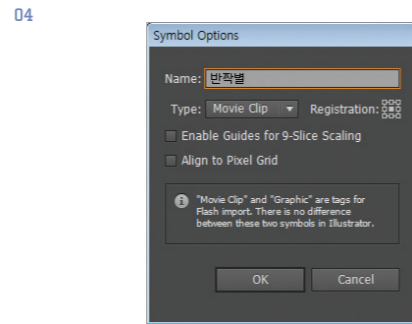 04
Symbol Options
Name: 반짝별
Type: Movie Clip Registration:
Enable Guides for 9-Slice Scaling
Align to Pixel Grid
"Movie Clip" and "Graphic" are tags for
Flash import. There is no difference
between these two symbols in Illustrator.
OK Cancel